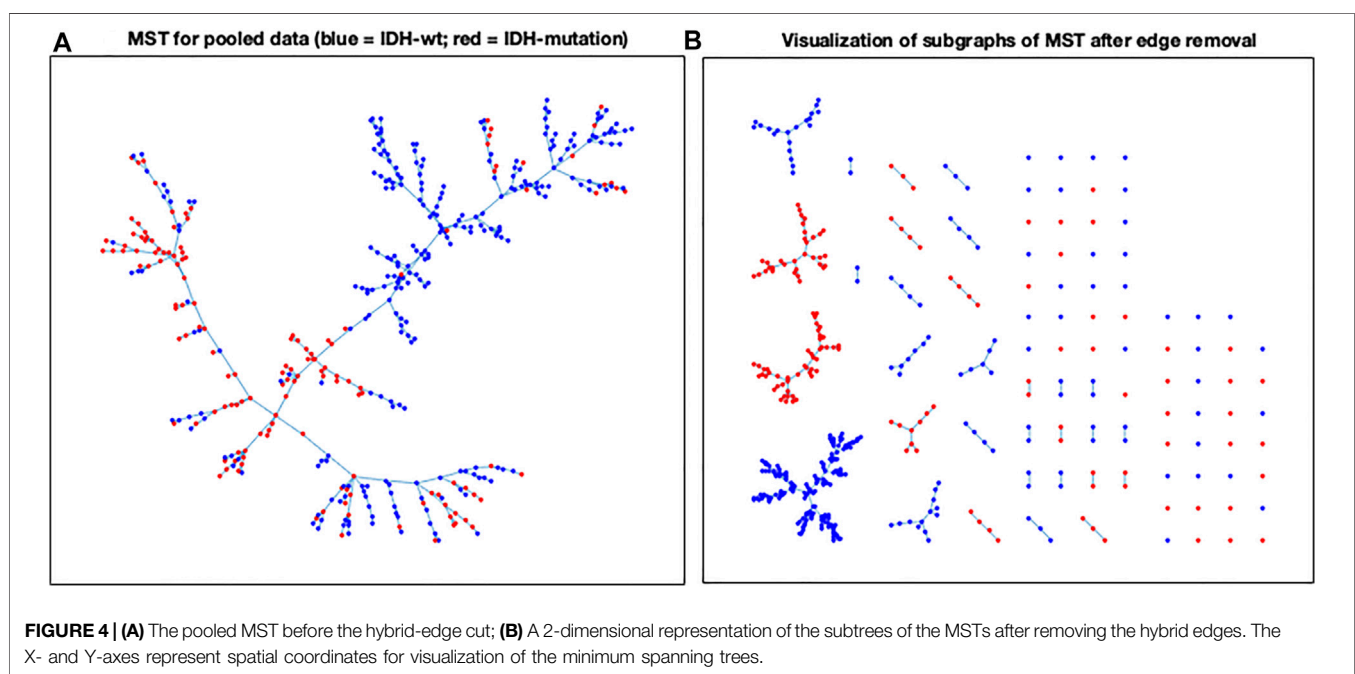 A
MST for pooled data (blue = IDH-wt; red = IDH-mutation)
B
Visualization of subgraphs of MST after edge removal
FIGURE 4 | (A) The pooled MST before the hybrid-edge cut; (B) A 2-dimensional representation of the subtrees of the MSTs after removing the hybrid edges. The
X- and Y-axes represent spatial coordinates for visualization of the minimum spanning trees.